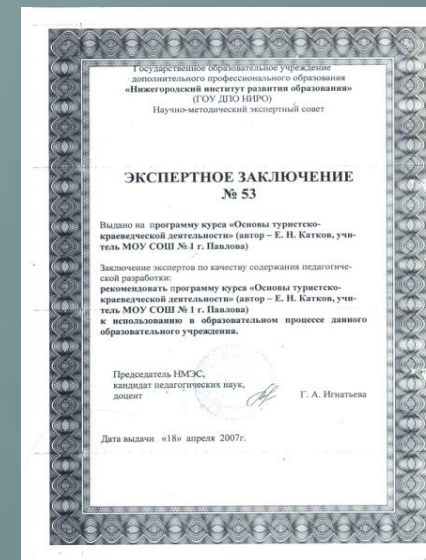 Государственное образовательное учреждение
дополнительного профессионального образования
«Нижегородский институт развития образования»
(ГОУ ДПО НИРО)
Научно-методический экспертный совет
ЭКСПЕРТНОЕ ЗАКЛЮЧЕНИЕ
№ 53
Выдано на программу курса «Основы туристско-
краеведческой деятельности» (автор – Е. Н. Катков, учи-
тель МОУ СОШ № 1 г. Павлова)
Заключение экспертов по качеству содержания педагогиче-
ской разработки:
рекомендовать программу курса «Основы туристско-
краеведческой деятельности» (автор – Е. Н. Катков, учи-
тель МОУ СОШ № 1 г. Павлова)
к использованию в образовательном процессе данного
образовательного учреждения.
Председатель НМЭС,
кандидат педагогических наук,
доцент Г. А. Игнатьева
Дата выдачи «18» апреля 2007г.